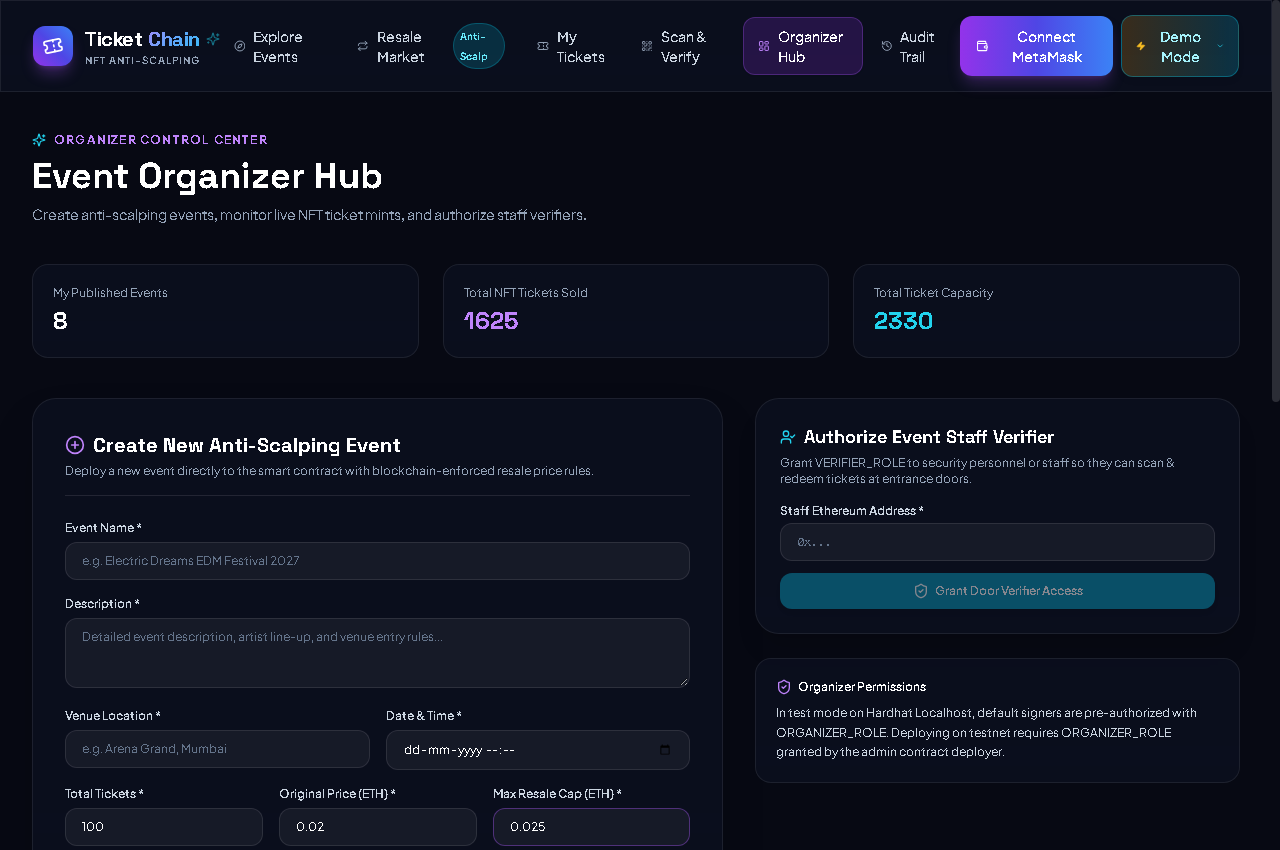 Ticket Chain
NFT ANTI-SCALPING
Explore
Events
Resale
Market
Anti-
Scalp
My
Tickets
Scan &
Verify
Organizer
Hub
Audit
Trail
Connect
MetaMask
Demo
Mode
ORGANIZER CONTROL CENTER
Event Organizer Hub
Create anti-scalping events, monitor live NFT ticket mints, and authorize staff verifiers.
My Published Events
8
Total NFT Tickets Sold
1625
Total Ticket Capacity
2330
Create New Anti-Scalping Event
Deploy a new event directly to the smart contract with blockchain-enforced resale price rules.
Event Name *
e.g. Electric Dreams EDM Festival 2027
Description *
Detailed event description, artist line-up, and venue entry rules...
Venue Location *
e.g. Arena Grand, Mumbai
Date & Time *
dd-mm-yyyy --:--
Total Tickets *
100
Original Price (ETH) *
0.02
Max Resale Cap (ETH) *
0.025
Authorize Event Staff Verifier
Grant VERIFIER_ROLE to security personnel or staff so they can scan &
redeem tickets at entrance doors.
Staff Ethereum Address *
0x...
Grant Door Verifier Access
Organizer Permissions
In test mode on Hardhat Localhost, default signers are pre-authorized with
ORGANIZER_ROLE. Deploying on testnet requires ORGANIZER_ROLE
granted by the admin contract deployer.